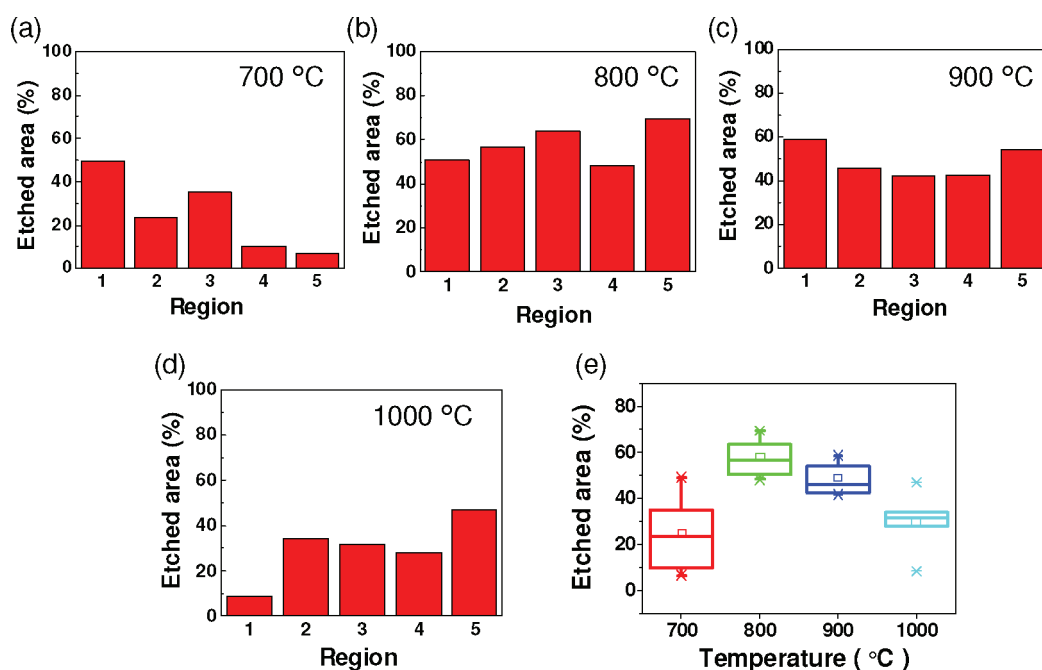 (a)
100
80
60
40
20
0
Etched area (%)
700 °C
1 2 3 4 5
Region
(b)
100
80
60
40
20
0
Etched area (%)
800 °C
1 2 3 4 5
Region
(c)
100
80
60
40
20
0
Etched area (%)
900 °C
1 2 3 4 5
Region
(d)
100
80
60
40
20
0
Etched area (%)
1000 °C
1 2 3 4 5
Region
(e)
80
60
40
20
0
Etched area (%)
700 800 900 1000
Temperature ( °C)